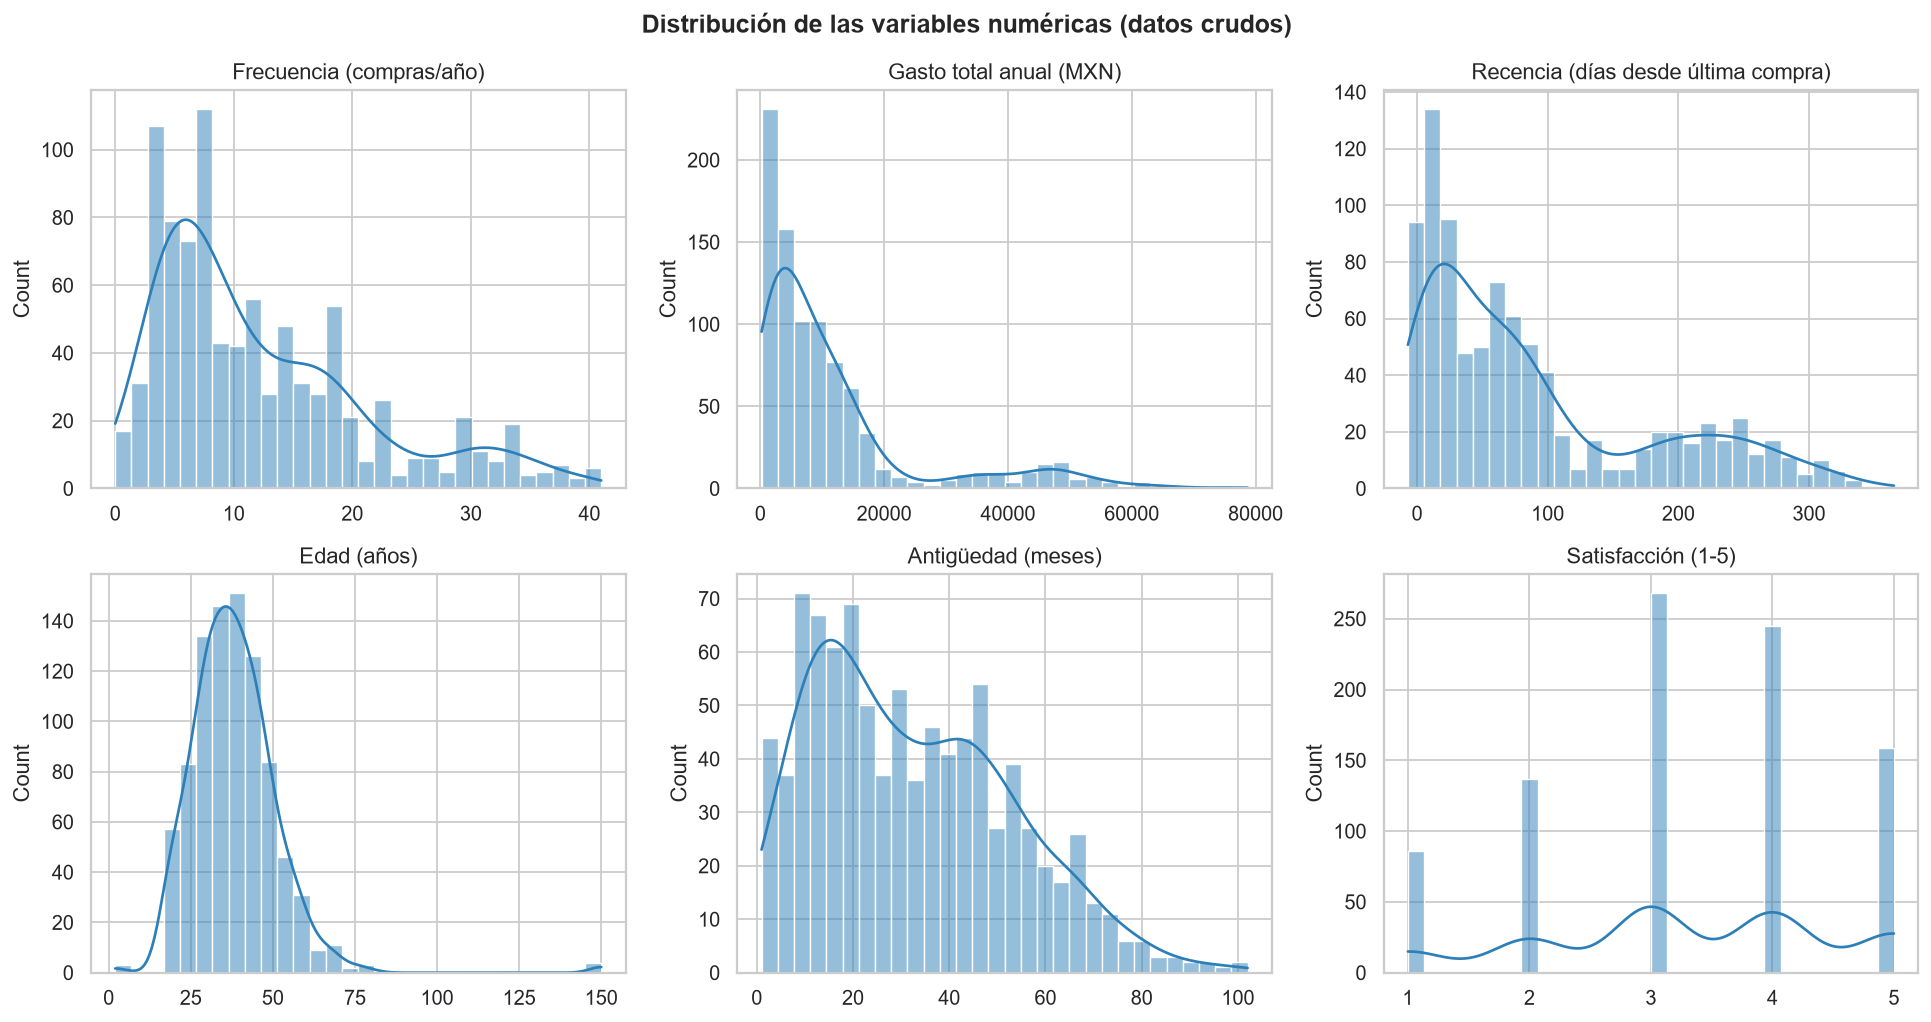 Distribución de las variables numéricas (datos crudos)
Frecuencia (compras/año)
Count
100
80
60
40
20
0
0 10 20 30 40
Gasto total anual (MXN)
Count
200
150
100
50
0
0 20000 40000 60000 80000
Recencia (días desde última compra)
Count
140
120
100
80
60
40
20
0
0 100 200 300
Edad (años)
Count
140
120
100
80
60
40
20
0
0 25 50 75 100 125 150
Antigüedad (meses)
Count
70
60
50
40
30
20
10
0
0 20 40 60 80 100
Satisfacción (1-5)
Count
250
200
150
100
50
0
1 2 3 4 5